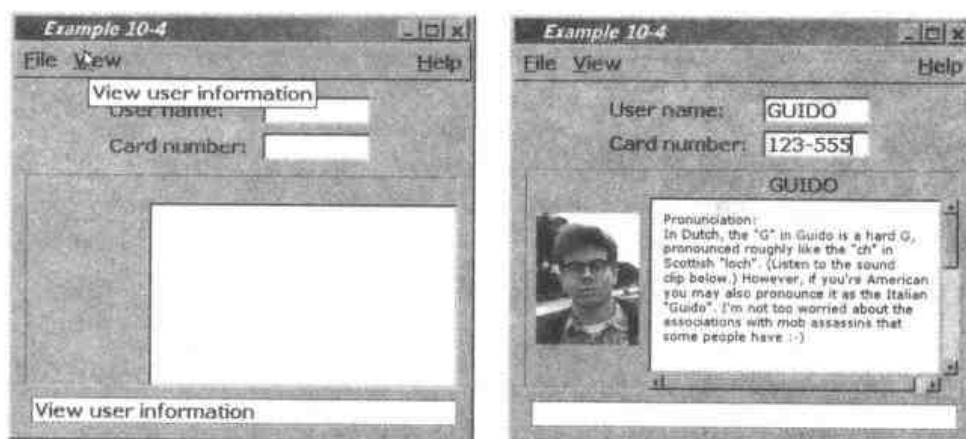 Example 10-4
File View Help
View user information
User name:
Card number:
View user information
Example 10-4
File View Help
User name: GUIDO
Card number: 123-555
GUIDO
Pronunciation:
In Dutch, the "G" in Guido is a hard G,
pronounced roughly like the "ch" in
Scottish "loch". (Listen to the sound
clip below.) However, if you're American
you may also pronounce it as the Italian
"Guido". I'm not too worried about the
associations with mob assassins that
some people have :-)